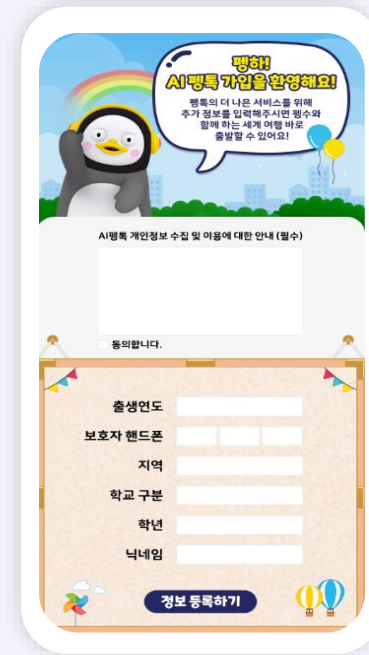 펭하!
AI 펭톡 가입을 환영해요!
펭톡의 더 나은 서비스를 위해
추가 정보를 입력해주시면 펭수와
함께 하는 세계 여행 바로
출발할 수 있어요!
AI펭톡 개인정보 수집 및 이용에 대한 안내 (필수)
동의합니다.
출생연도
보호자 핸드폰
지역
학교 구분
학년
닉네임
정보 등록하기